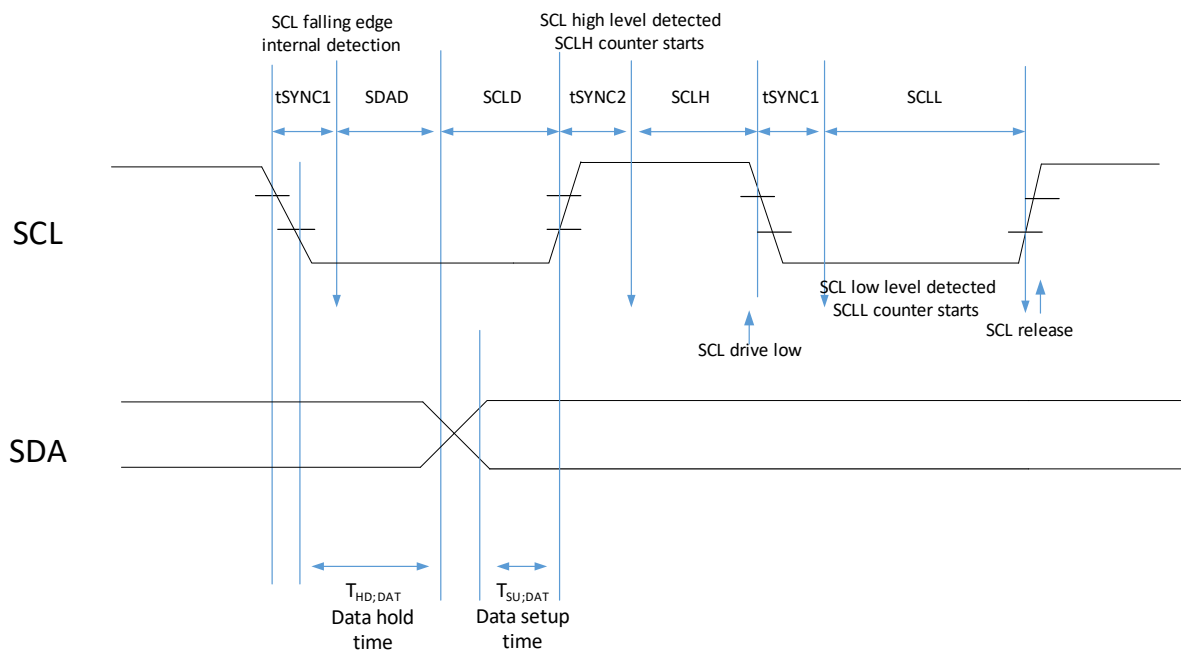 SCL falling edge
internal detection
SCL high level detected
SCLH counter starts
tSYNC1
SDAD
SCLD
tSYNC2
SCLH
tSYNC1
SCLL
SCL
SCL low level detected
SCLL counter starts
SCL drive low
SCL release
SDA
THD;DAT
Data hold
time
TSU;DAT
Data setup
time